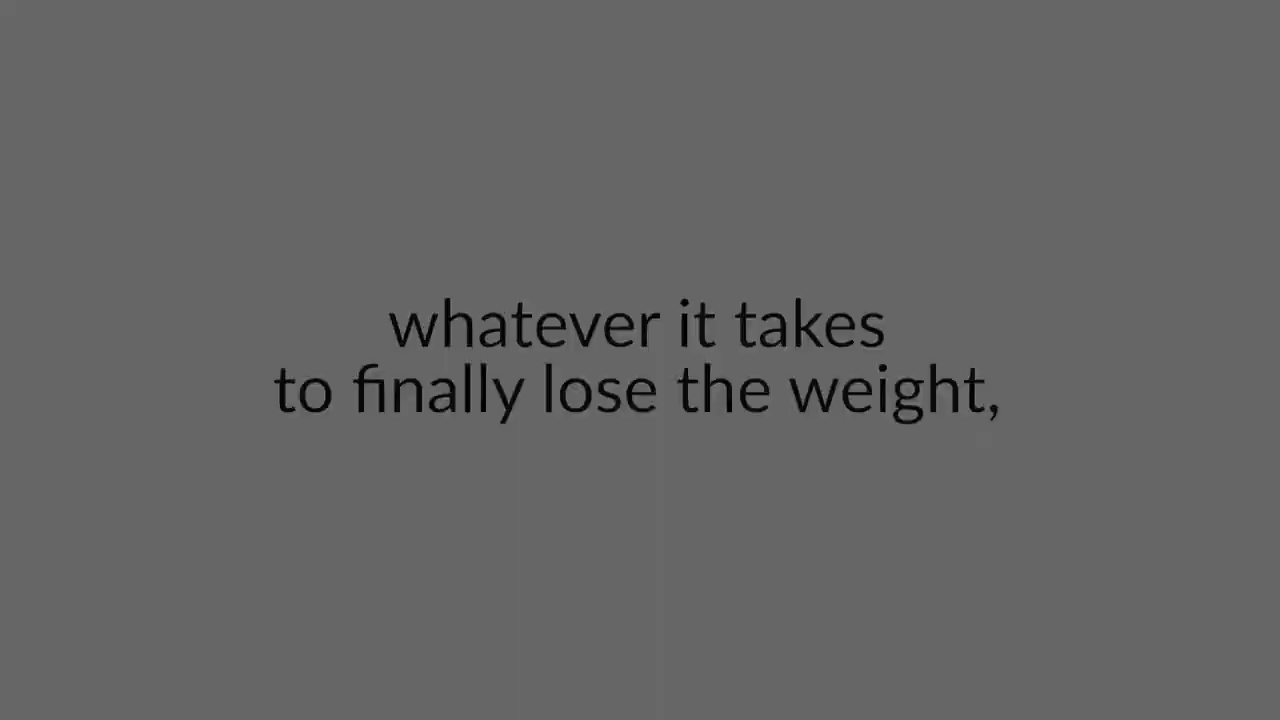 whatever it takes
to finally lose the weight,